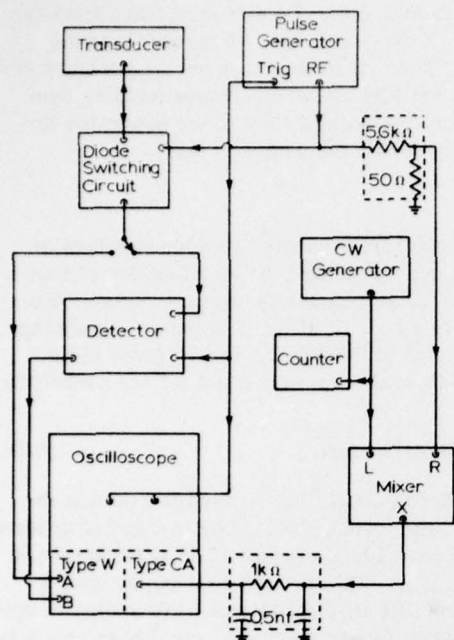 Transducer
Pulse
Generator
Trig RF
5.6kΩ
50Ω
Diode
Switching
Circuit
CW
Generator
Detector
Counter
Oscilloscope
L R
Mixer
X
Type W
Type CA
A
B
1kΩ
0.5nf